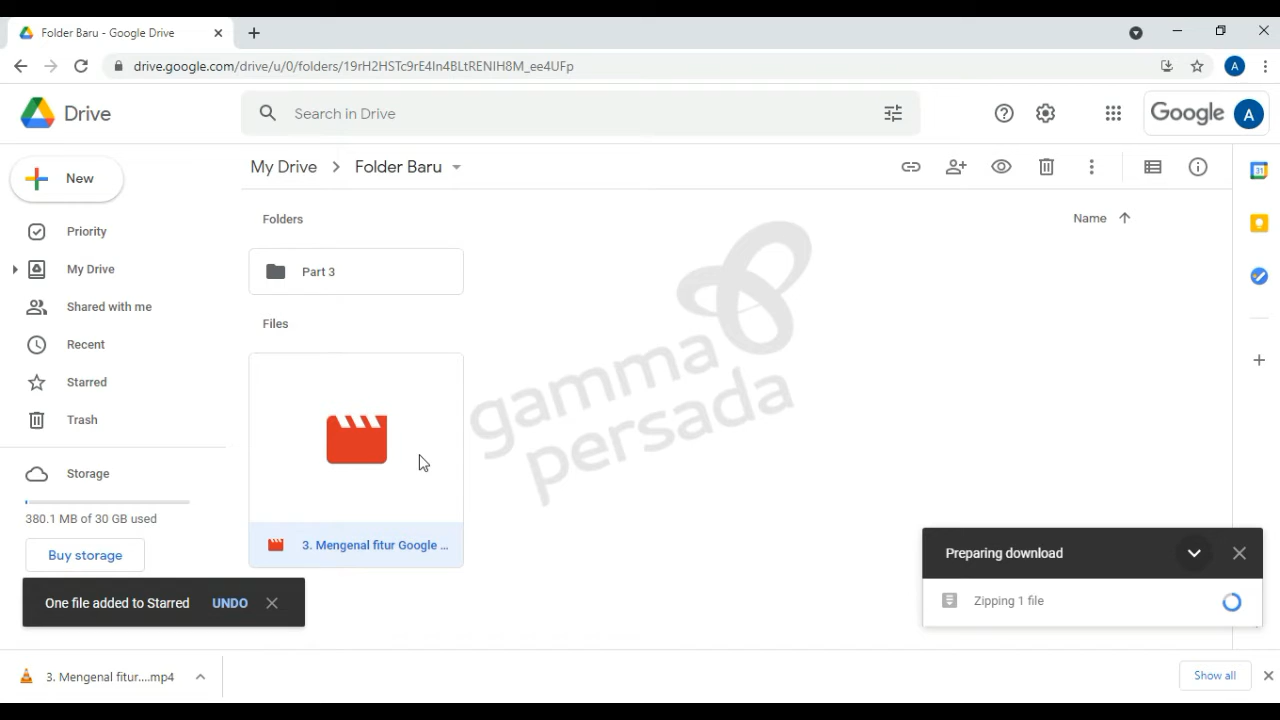 Folder Baru - Google Drive
drive.google.com/drive/u/0/folders/19rH2HSTc9rE4In4BLtRENIH8M_ee4UFp
A
Drive
Search in Drive
Google
A
New
My Drive
Folder Baru
Priority
My Drive
Shared with me
Recent
Starred
Trash
Storage
380.1 MB of 30 GB used
Buy storage
Folders
Name
Part 3
Files
3. Mengenal fitur Google ...
gamma
persada
31
One file added to Starred
UNDO
Preparing download
Zipping 1 file
3. Mengenal fitur....mp4
Show all